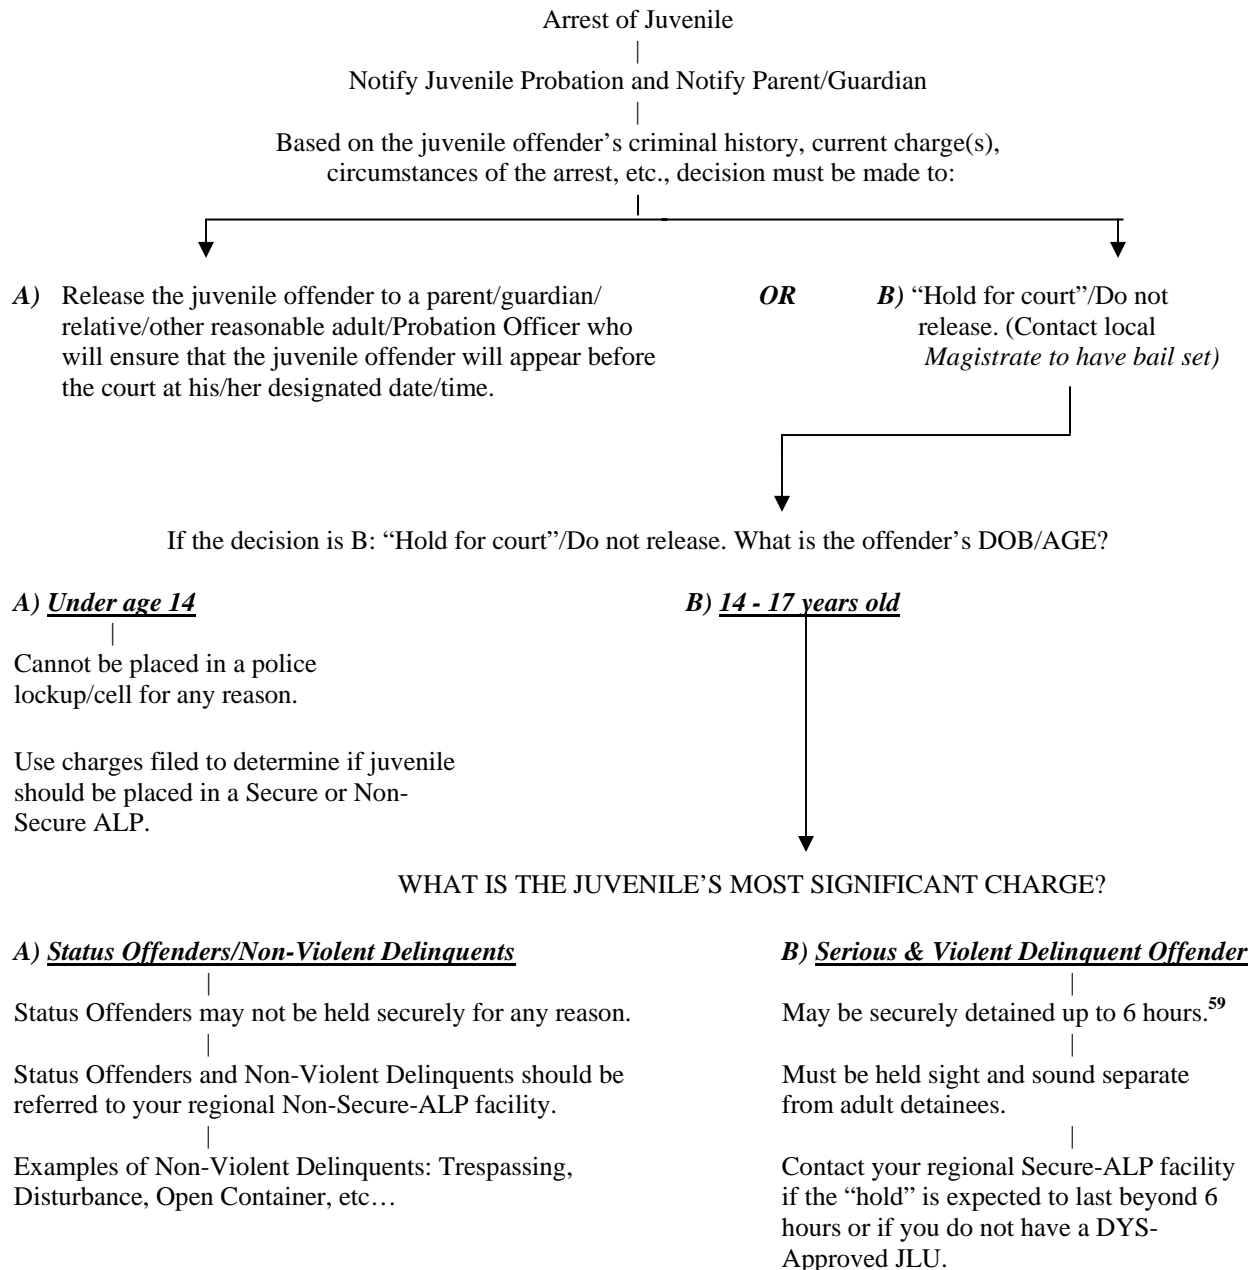 Arrest of Juvenile
Notify Juvenile Probation and Notify Parent/Guardian
Based on the juvenile offender’s criminal history, current charge(s),
circumstances of the arrest, etc., decision must be made to:
A) Release the juvenile offender to a parent/guardian/
relative/other reasonable adult/Probation Officer who
will ensure that the juvenile offender will appear before
the court at his/her designated date/time.
OR
B) “Hold for court”/Do not
release. (Contact local
Magistrate to have bail set)
If the decision is B: “Hold for court”/Do not release. What is the offender’s DOB/AGE?
A) Under age 14
Cannot be placed in a police
lockup/cell for any reason.
Use charges filed to determine if juvenile
should be placed in a Secure or Non-
Secure ALP.
B) 14 - 17 years old
WHAT IS THE JUVENILE’S MOST SIGNIFICANT CHARGE?
A) Status Offenders/Non-Violent Delinquents
Status Offenders may not be held securely for any reason.
Status Offenders and Non-Violent Delinquents should be
referred to your regional Non-Secure-ALP facility.
Examples of Non-Violent Delinquents: Trespassing,
Disturbance, Open Container, etc…
B) Serious & Violent Delinquent Offender
May be securely detained up to 6 hours.59
Must be held sight and sound separate
from adult detainees.
Contact your regional Secure-ALP facility
if the “hold” is expected to last beyond 6
hours or if you do not have a DYS-
Approved JLU.